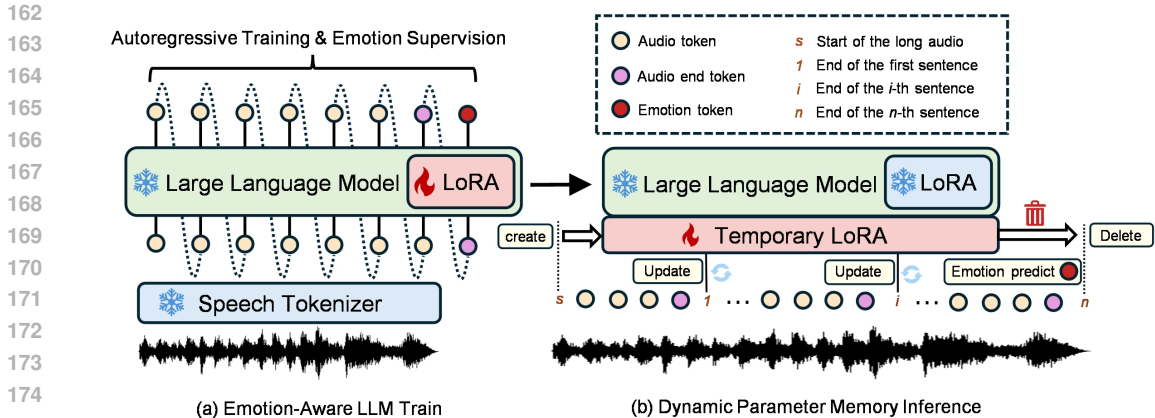 162
163
164
165
166
167
168
169
170
171
172
173
174
Autoregressive Training & Emotion Supervision
Large Language Model
LoRA
Speech Tokenizer
(a) Emotion-Aware LLM Train
Audio token
Audio end token
Emotion token
s Start of the long audio
1 End of the first sentence
i End of the i-th sentence
n End of the n-th sentence
Large Language Model
LoRA
create
Temporary LoRA
Delete
Update
Update
Emotion predict
s 1 ... i ... n
(b) Dynamic Parameter Memory Inference